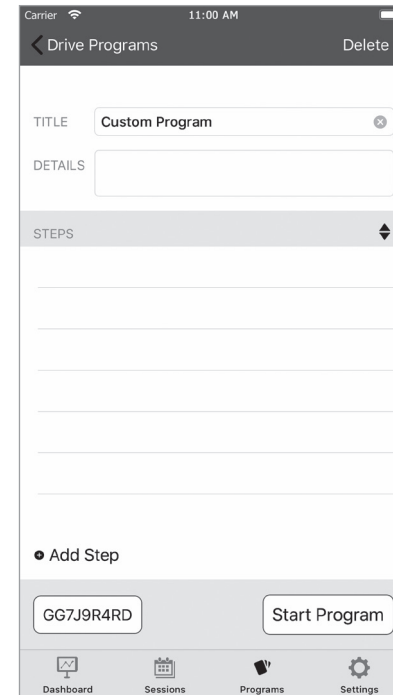 Carrier 11:00 AM
Drive Programs Delete
TITLE Custom Program
DETAILS
STEPS
Add Step
GG7J9R4RD Start Program
Dashboard Sessions Programs Settings